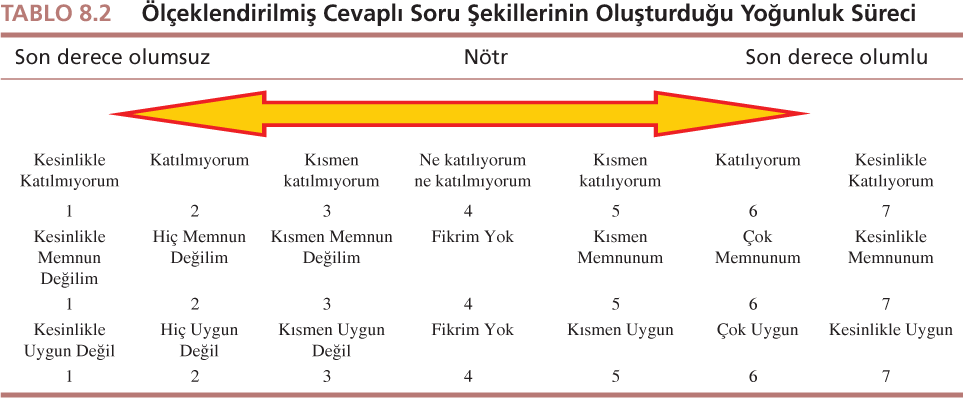 TABLO 8.2 Ölçeklendirilmiş Cevaplı Soru Şekillerinin Oluşturduğu Yoğunluk Süreci
Son derece olumsuz Nötr Son derece olumlu
Kesinlikle Katılmıyorum Kısmen Ne katılıyorum Kısmen Katılıyorum Kesinlikle
Katılmıyorum katılmıyorum ne katılmıyorum katılıyorum Katılıyorum
1 2 3 4 5 6 7
Kesinlikle Hiç Memnun Kısmen Memnun Fikrim Yok Kısmen Çok Kesinlikle
Memnun Değilim Değilim Memnunum Memnunum Memnunum
Değilim
1 2 3 4 5 6 7
Kesinlikle Hiç Uygun Kısmen Uygun Fikrim Yok Kısmen Uygun Çok Uygun Kesinlikle Uygun
Uygun Değil Değil Değil
1 2 3 4 5 6 7